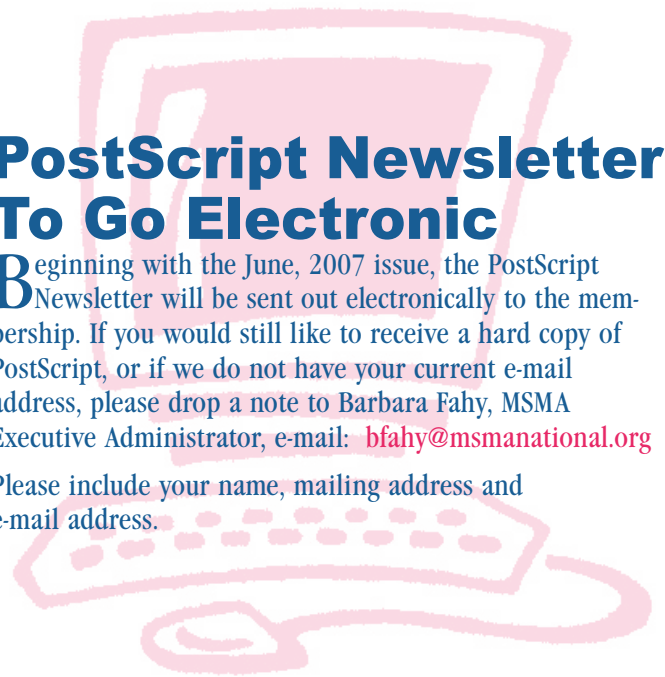 PostScript Newsletter
To Go Electronic
Beginning with the June, 2007 issue, the PostScript
Newsletter will be sent out electronically to the mem-
bership. If you would still like to receive a hard copy of
PostScript, or if we do not have your current e-mail
address, please drop a note to Barbara Fahy, MSMA
Executive Administrator, e-mail: bfahy@msmanational.org
Please include your name, mailing address and
e-mail address.